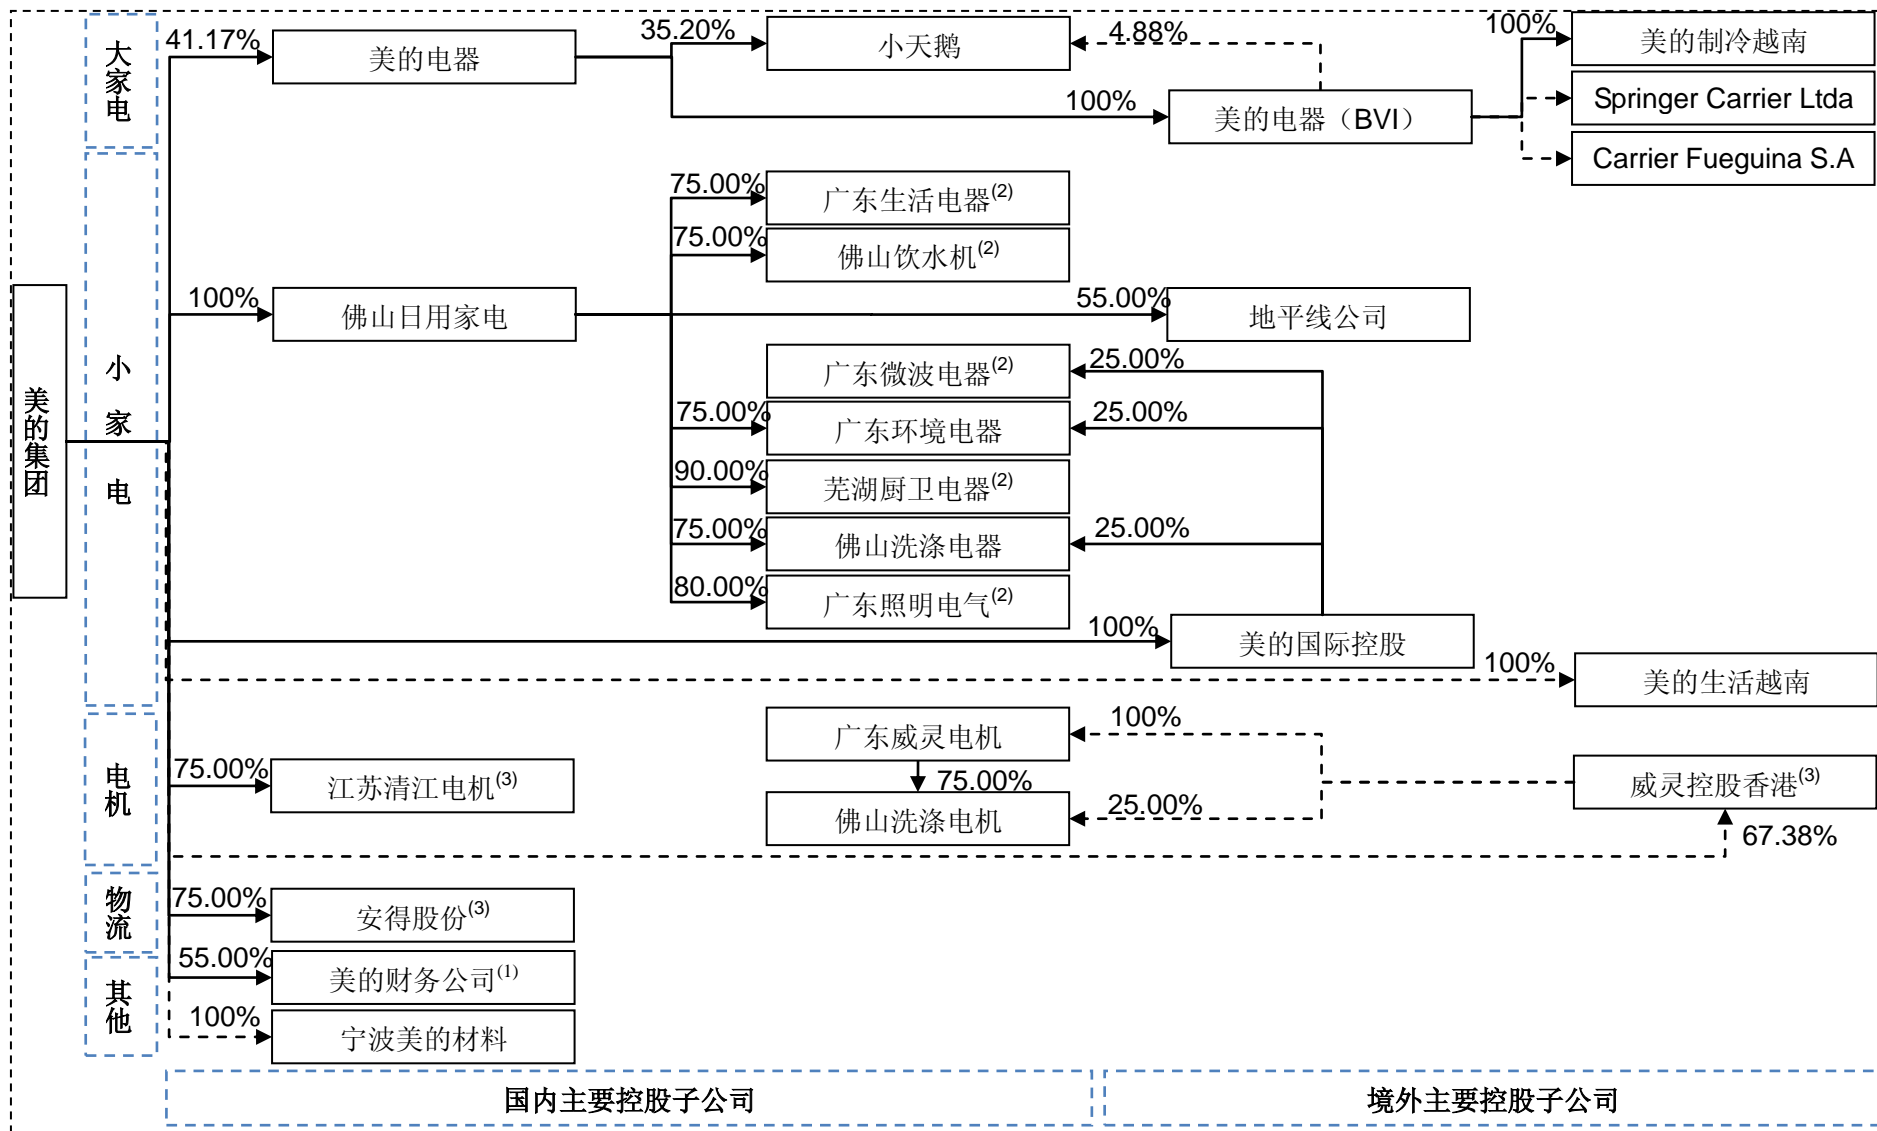 大家电
41.17%
美的电器
35.20%
小天鹅
4.88%
100%
美的制冷越南
100%
美的电器（BVI）
Springer Carrier Ltda
Carrier Fueguina S.A
小家电
75.00%
广东生活电器(2)
75.00%
佛山饮水机(2)
100%
佛山日用家电
55.00%
地平线公司
广东微波电器(2)
25.00%
美的集团
75.00%
广东环境电器
25.00%
90.00%
芜湖厨卫电器(2)
75.00%
佛山洗涤电器
25.00%
80.00%
广东照明电气(2)
100%
美的国际控股
100%
美的生活越南
电机
广东威灵电机
100%
75.00%
江苏清江电机(3)
75.00%
威灵控股香港(3)
佛山洗涤电机
25.00%
67.38%
物流
75.00%
安得股份(3)
其他
55.00%
美的财务公司(1)
100%
宁波美的材料
国内主要控股子公司
境外主要控股子公司